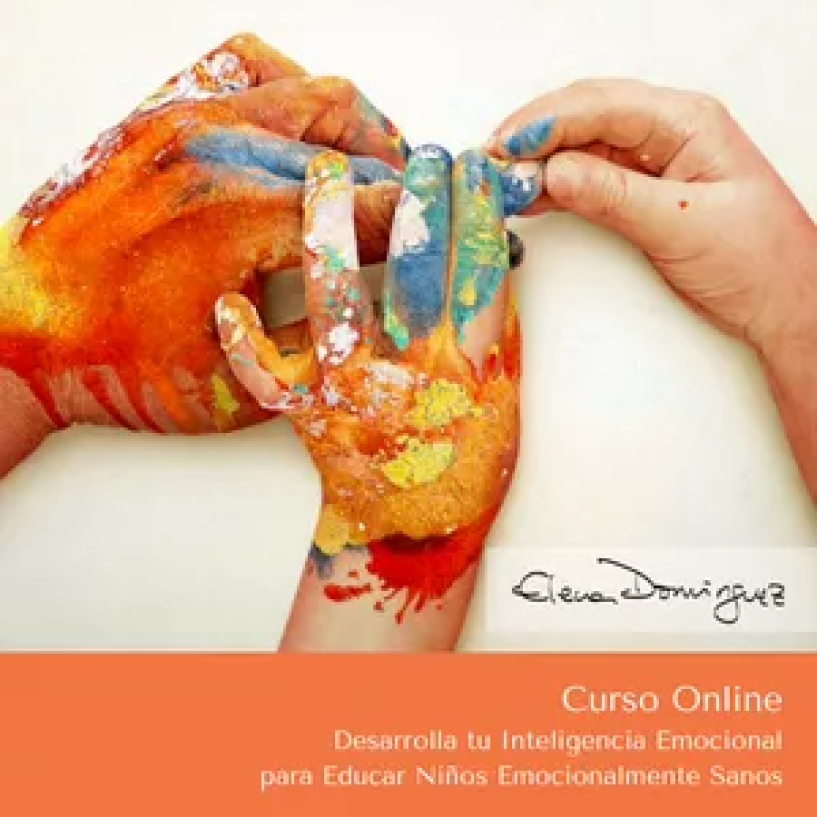 Elena Domínguez
Curso Online
Desarrolla tu Inteligencia Emocional
para Educar Niños Emocionalmente Sanos